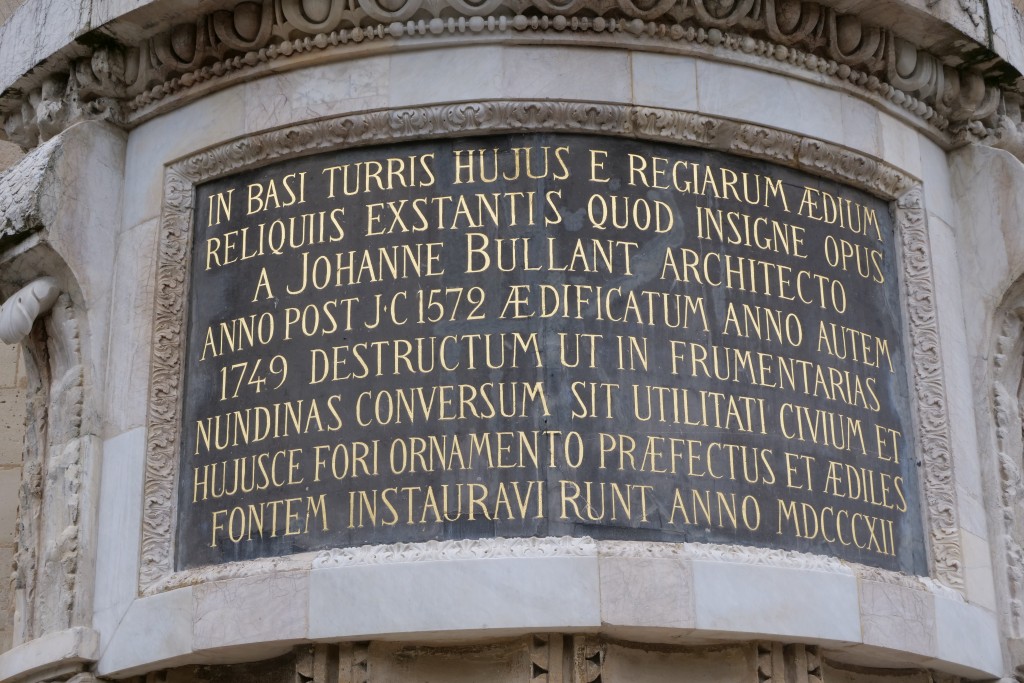 IN BASI TURRIS HUJUS E REGIARUM ÆDIUM
RELIQUIIS EXSTANTIS QUOD INSIGNE OPUS
A JOHANNE BULLANT ARCHITECTO
ANNO POST J·C 1572 ÆDIFICATUM ANNO AUTEM
1749 DESTRUCTUM UT IN FRUMENTARIAS
NUNDINAS CONVERSUM SIT UTILITATI CIVIUM ET
HUJUSCE FORI ORNAMENTO PRÆFECTUS ET ÆDILES
FONTEM INSTAURAVI RUNT ANNO MDCCCXII